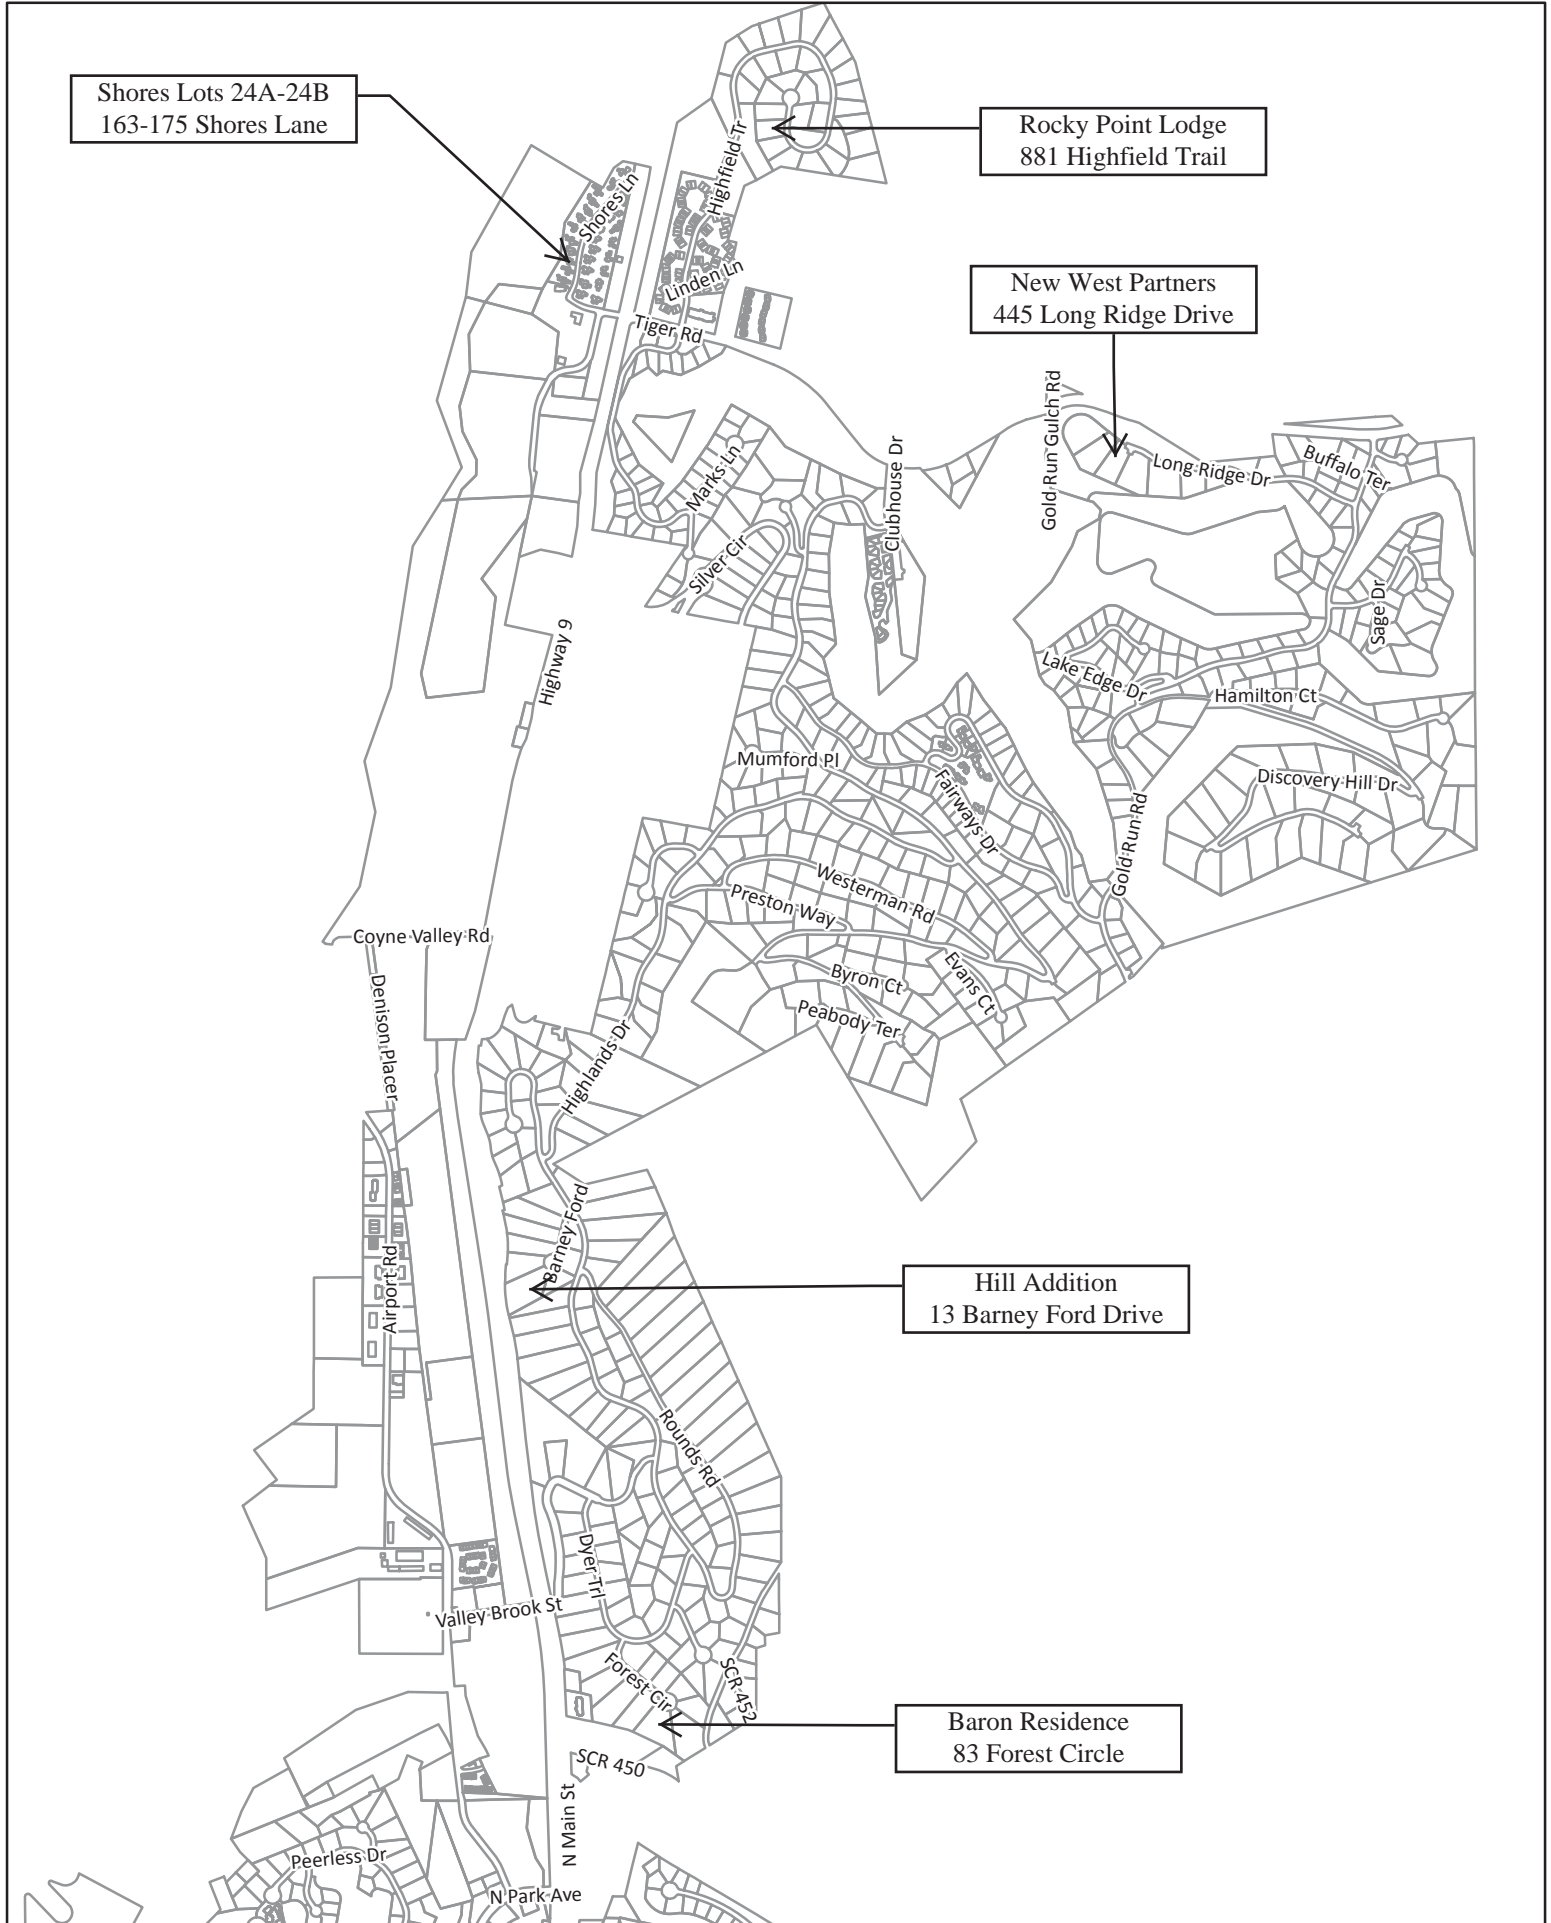 Shores Lots 24A-24B
163-175 Shores Lane
Rocky Point Lodge
881 Highfield Trail
Highfield Tr
Shores Ln
Linden Ln
Tiger Rd
New West Partners
445 Long Ridge Drive
Gold Run Gulch Rd
Clubhouse Dr
Marks Ln
Long Ridge Dr
Buffalo Ter
Silver Cir
Sage Dr
Highway 9
Lake Edge Dr
Hamilton Ct
Mumford Pl
Discovery Hill Dr
Fairways Dr
Gold Run Rd
Westerman Rd
Preston Way
Coyne Valley Rd
Evans Ct
Byron Ct
Peabody Ter
Denison Placer
Highlands Dr
Barney Ford
Airport Rd
Hill Addition
13 Barney Ford Drive
Rounds Rd
Dyer Trl
Valley Brook St
Forest Cir
SCR 452
Baron Residence
83 Forest Circle
SCR 450
N Main St
Peerless Dr
N Park Ave